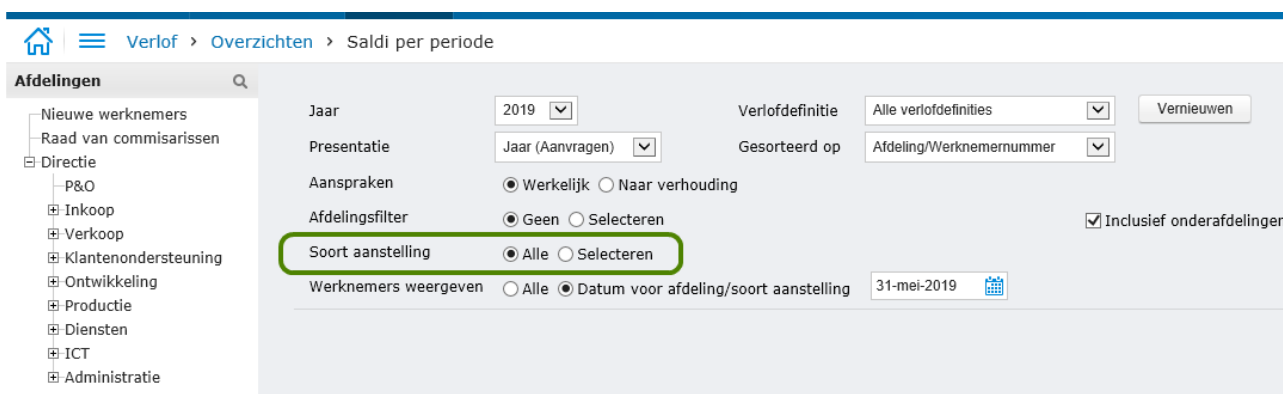 Verlof > Overzichten > Saldi per periode
Afdelingen
Nieuwe werknemers
Raad van commisarissen
Directie
P&O
Inkoop
Verkoop
Klantenondersteuning
Ontwikkeling
Productie
Diensten
ICT
Administratie
Jaar 2019 Verlofdefinitie Alle verlofdefinities Vernieuwen
Presentatie Jaar (Aanvragen) Gesorteerd op Afdeling/Werknemernummer
Aanspraken Werkelijk Naar verhouding
Afdelingsfilter Geen Selecteren Inclusief onderafdelingen
Soort aanstelling Alle Selecteren
Werknemers weergeven Alle Datum voor afdeling/soort aanstelling 31-mei-2019